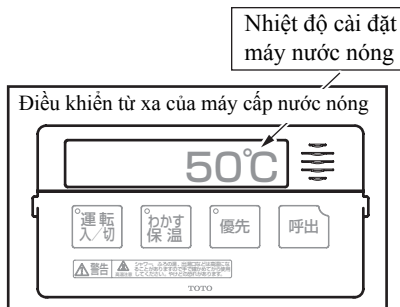 Nhiệt độ cài đặt
máy nước nóng
Điều khiển từ xa của máy cấp nước nóng
50℃
運転
入/切
わかす
保温
優先
呼出
警告
TOTO